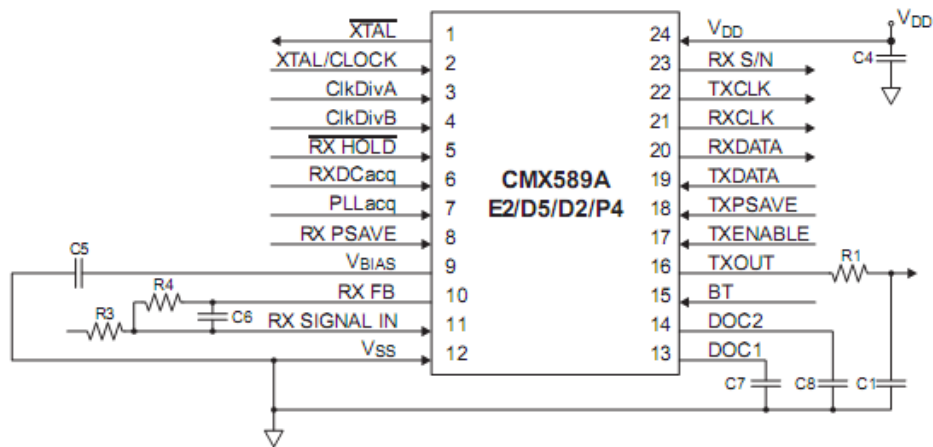 XTAL 1 24 VDD VDD
XTAL/CLOCK 2 23 RX S/N C4
ClkDivA 3 22 TXCLK
ClkDivB 4 21 RXCLK
RX HOLD 5 20 RXDATA
CMX589A
RXDCacq 6 19 TXDATA
E2/D5/D2/P4
PLLacq 7 18 TXPSAVE
RX PSAVE 8 17 TXENABLE
C5 VBIAS 9 16 TXOUT R1
R4 RX FB 10 15 BT
R3 C6 RX SIGNAL IN 11 14 DOC2
VSS 12 13 DOC1
C7 C8 C1